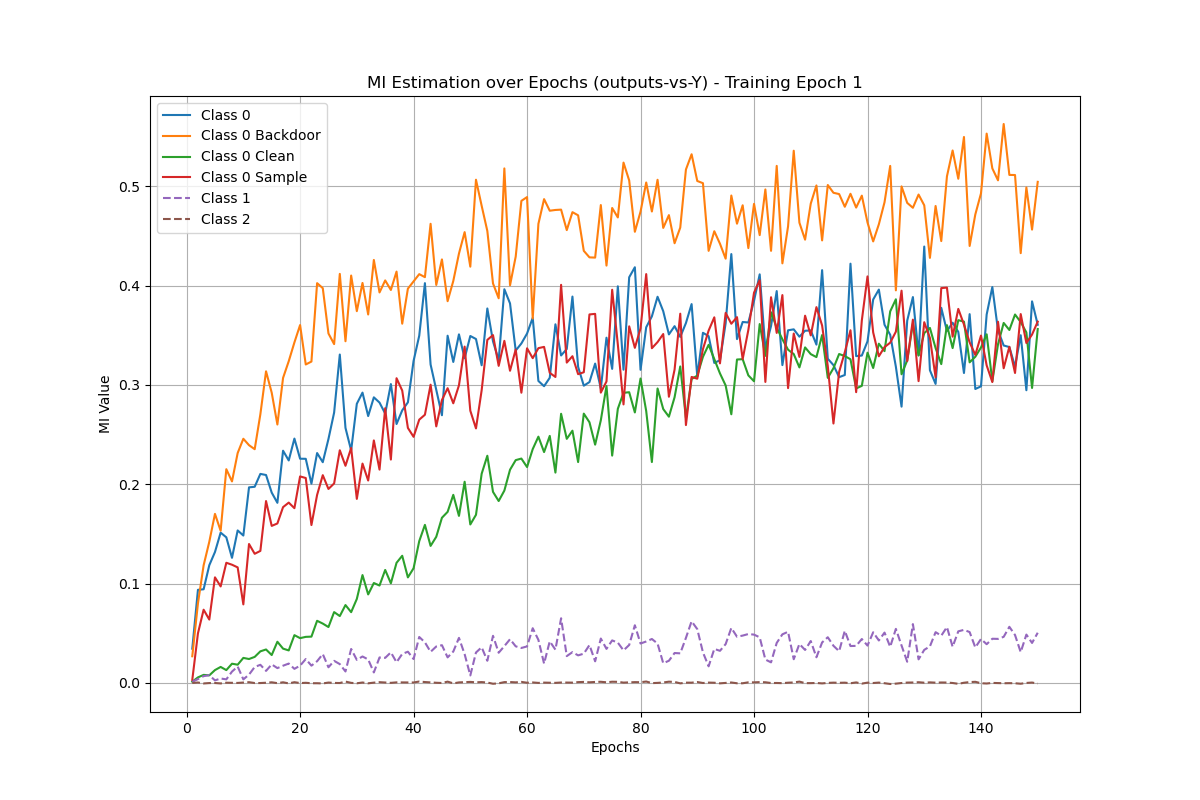 MI Estimation over Epochs (outputs-vs-Y) - Training Epoch 1
Class 0
Class 0 Backdoor
Class 0 Clean
Class 0 Sample
Class 1
Class 2
MI Value
0.5
0.4
0.3
0.2
0.1
0.0
0 20 40 60 80 100 120 140
Epochs